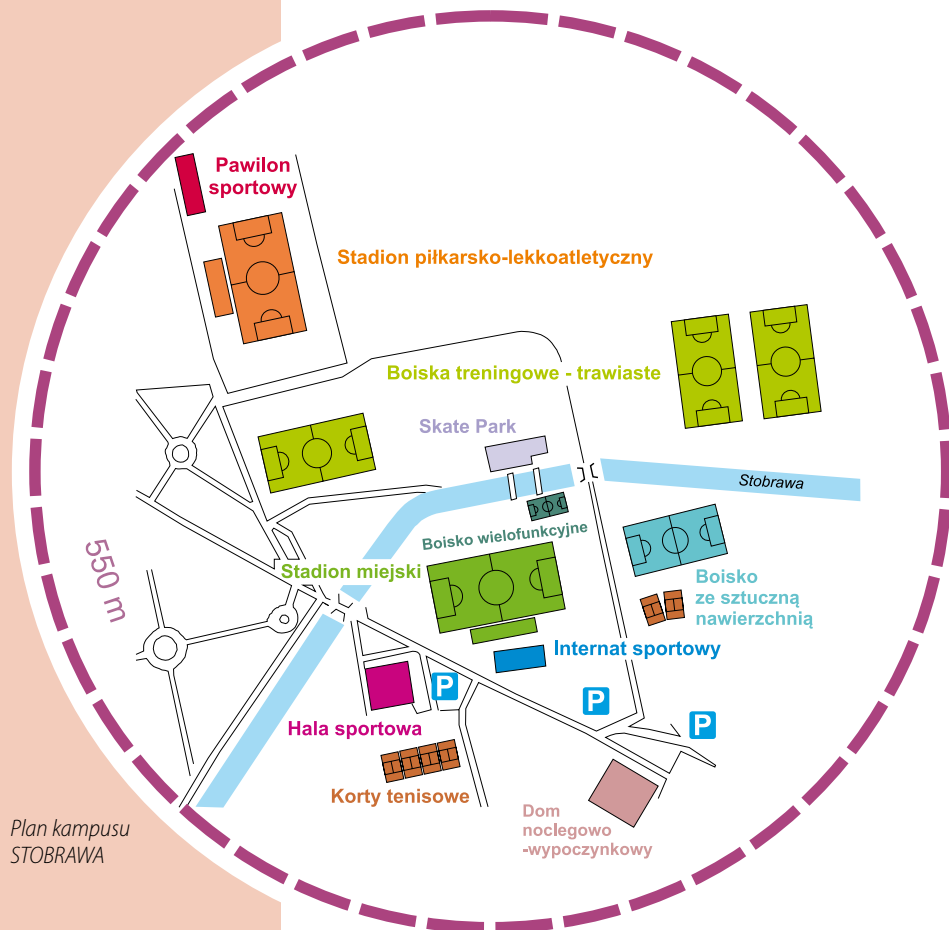 Pawilon
sportowy
Stadion piłkarsko-lekkoatletyczny
Boiska treningowe - trawiaste
Skate Park
Stobrawa
Boisko wielofunkcyjne
550 m
Stadion miejski
Boisko
ze sztuczną
nawierzchnią
Internat sportowy
P
P
P
Hala sportowa
Korty tenisowe
Dom
noclegowo
-wypoczynkowy
Plan kampusu
STOBRAWA